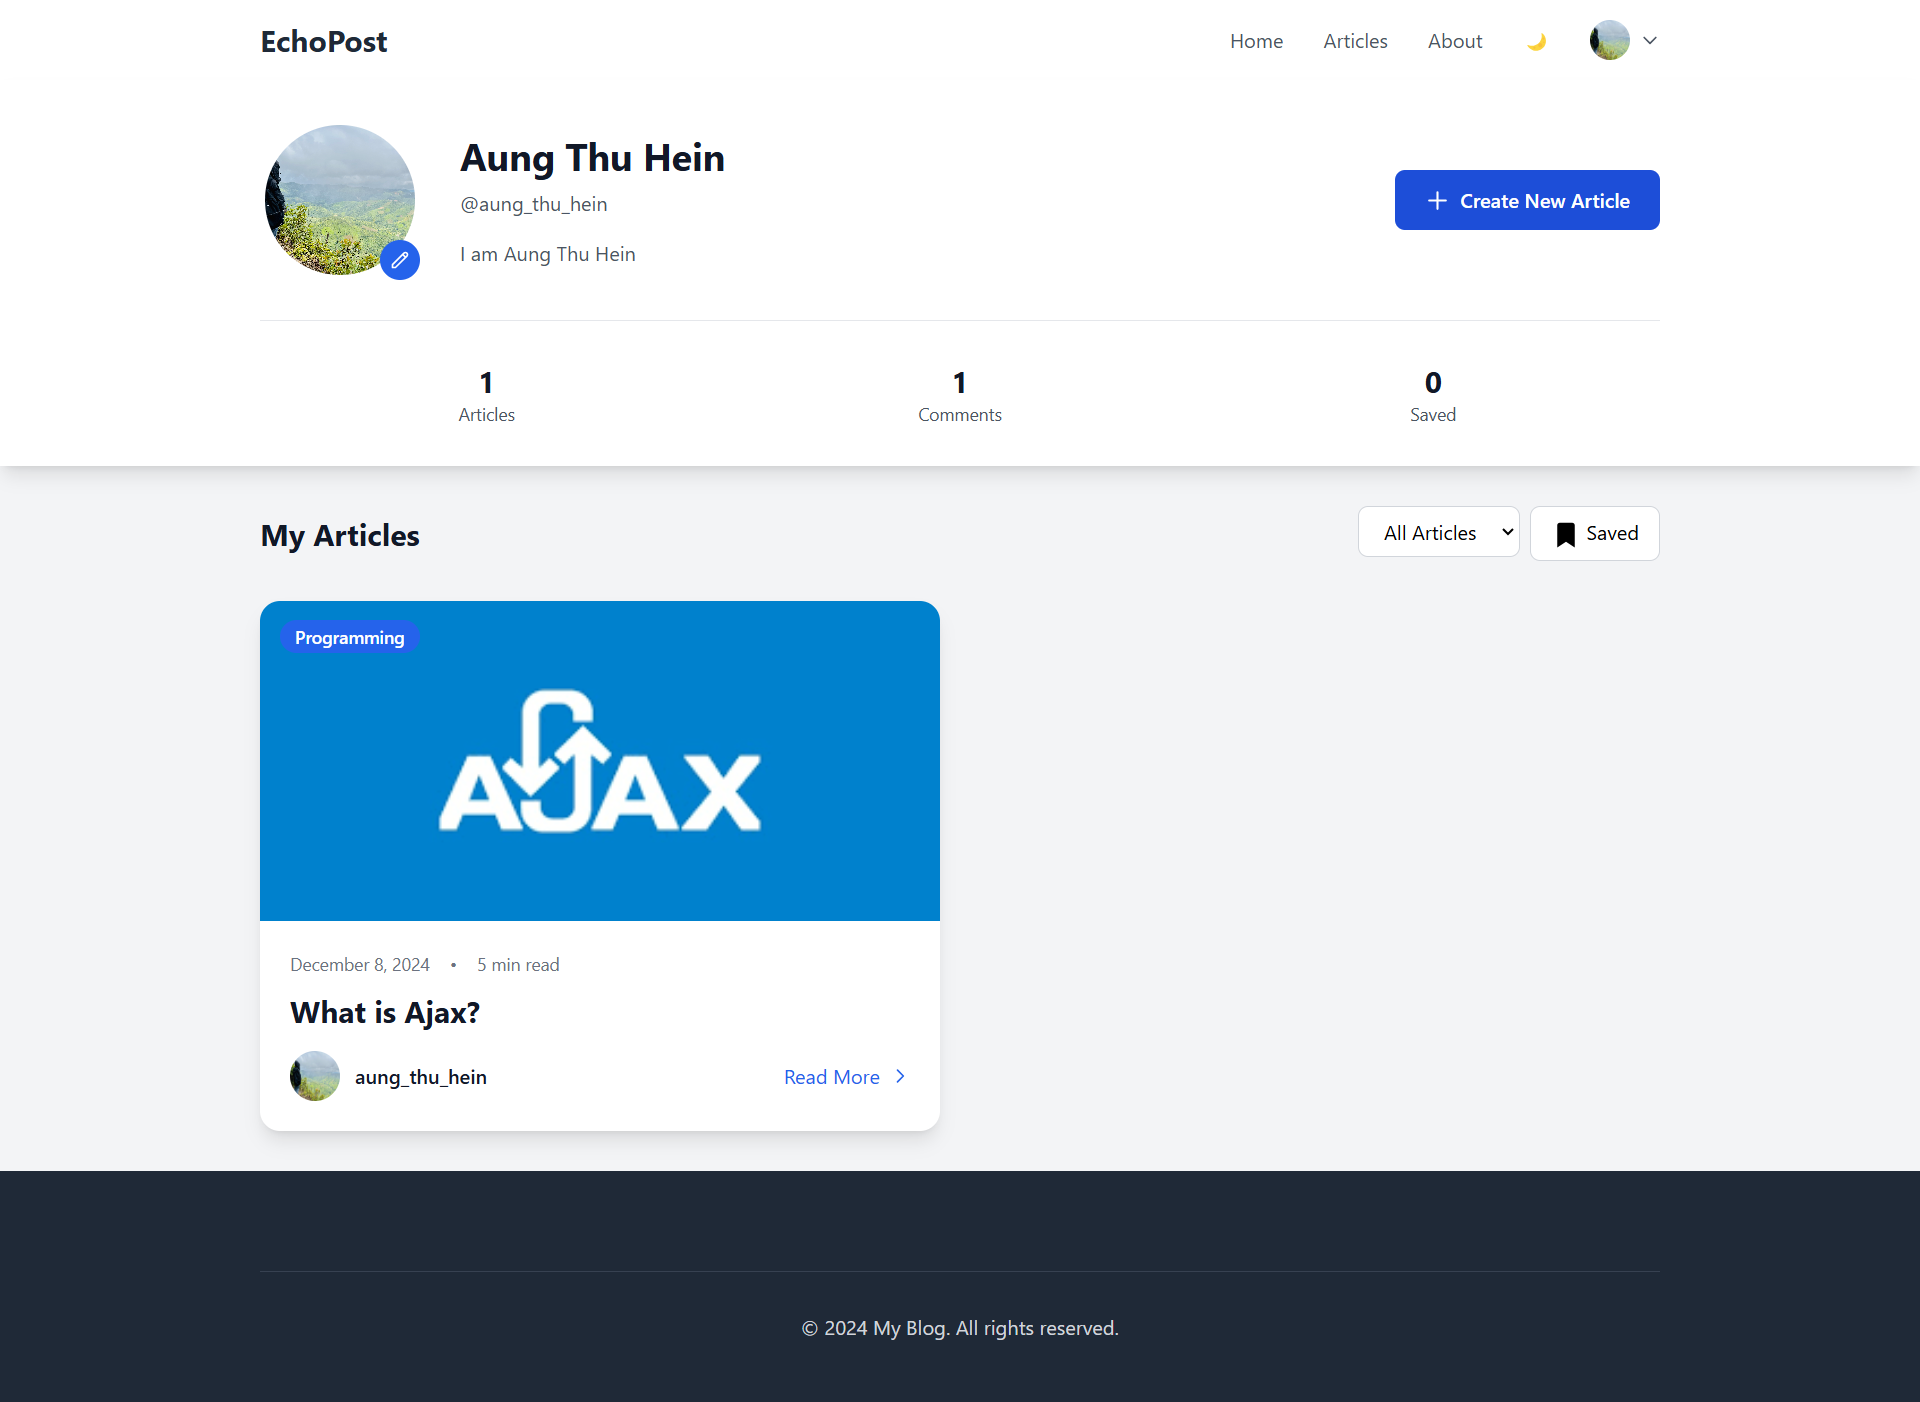 EchoPost
Home
Articles
About
Aung Thu Hein
@aung_thu_hein
I am Aung Thu Hein
Create New Article
1
Articles
1
Comments
0
Saved
My Articles
All Articles
Saved
Programming
AJAX
December 8, 2024 • 5 min read
What is Ajax?
aung_thu_hein
Read More
© 2024 My Blog. All rights reserved.